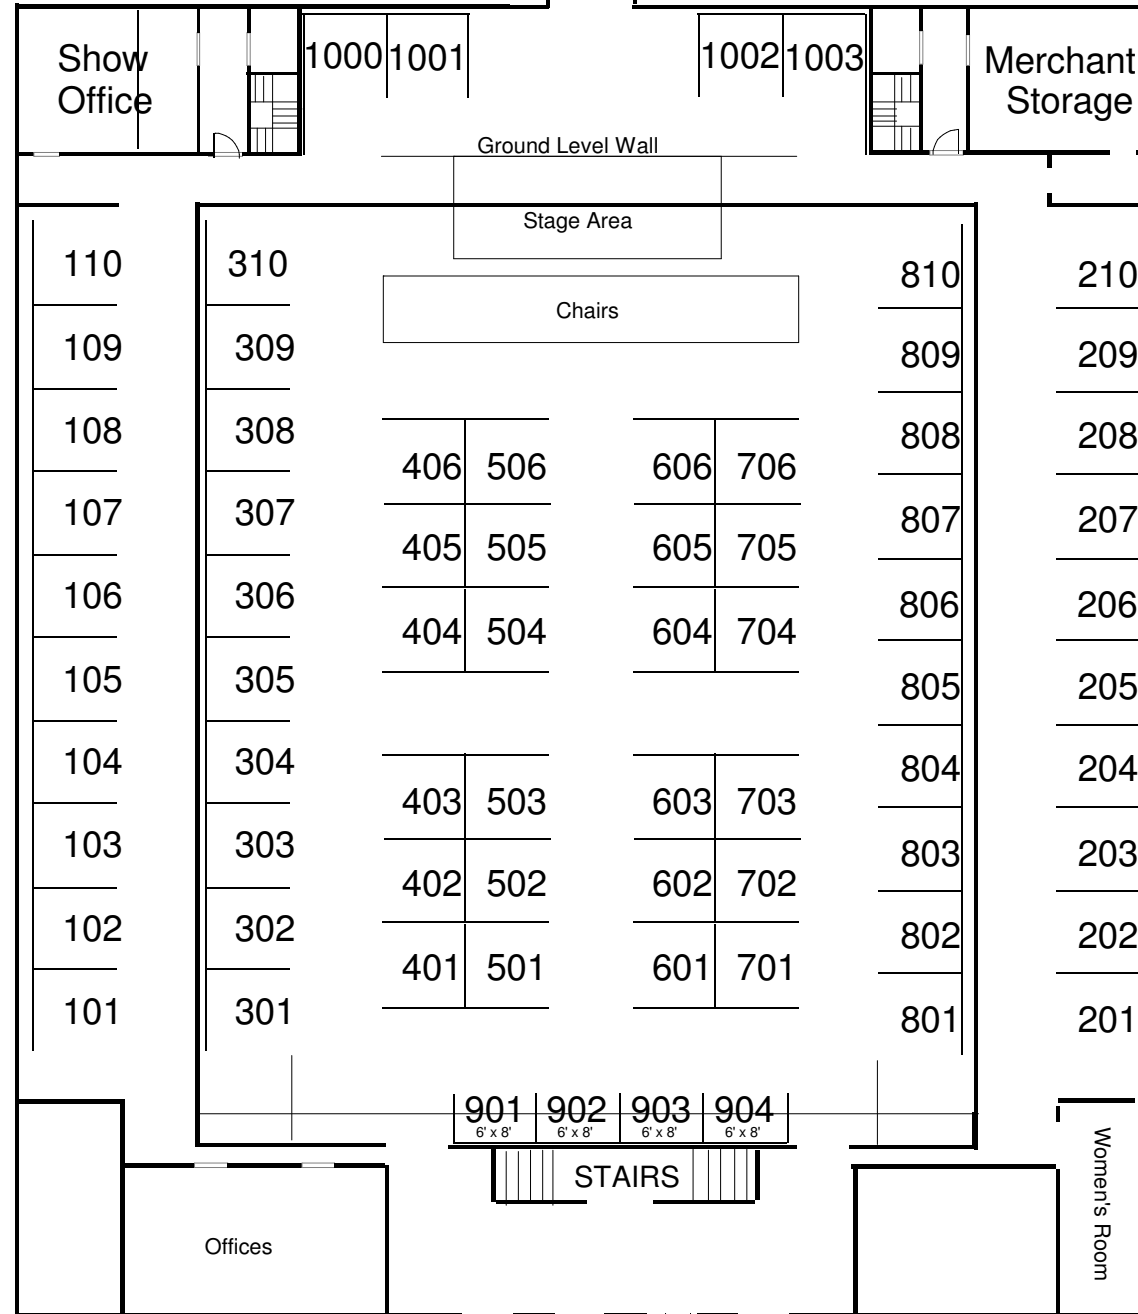 Show
Office
1000 1001
1002 1003
Merchant
Storage
Ground Level Wall
Stage Area
Chairs
110 310 810 210
109 309 809 209
108 308 808 208
406 506 606 706
107 307 807 207
405 505 605 705
106 306 806 206
404 504 604 704
105 305 805 205
104 304 804 204
403 503 603 703
103 303 803 203
402 502 602 702
102 302 802 202
401 501 601 701
101 301 801 201
901 902 903 904
6' x 8' 6' x 8' 6' x 8' 6' x 8'
STAIRS
Women's Room
Offices